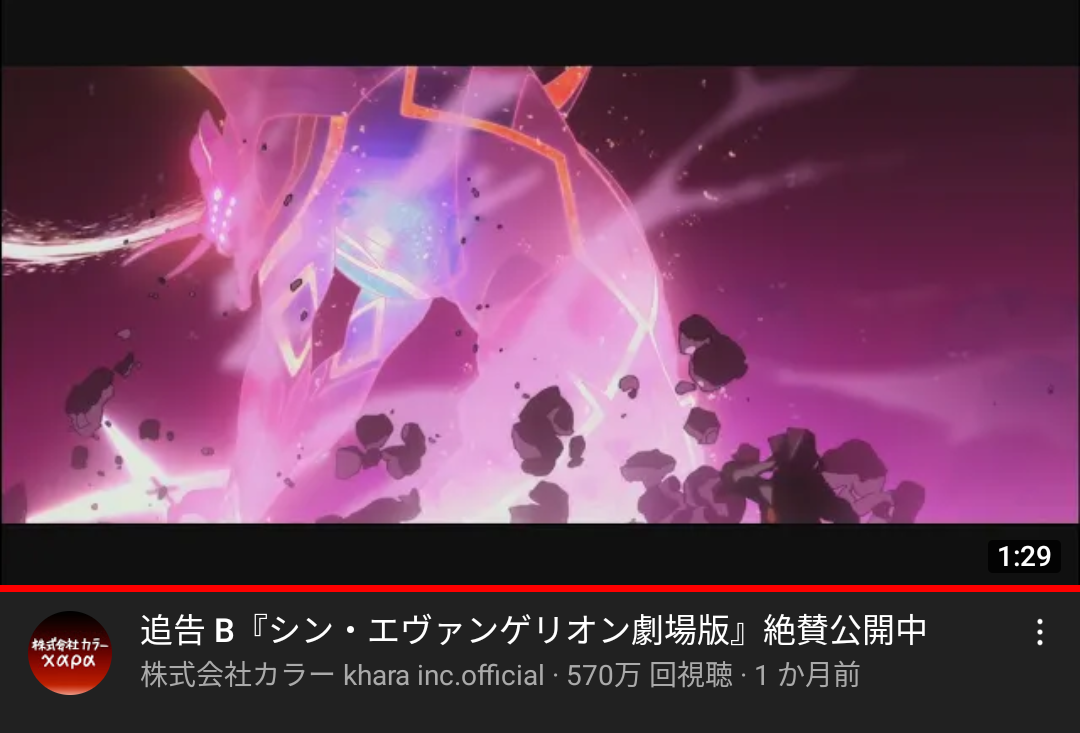 1:29
追告 B『シン・エヴァンゲリオン劇場版』絶賛公開中
株式会社カラー
χαρα
株式会社カラー khara inc.official · 570万 回視聴 · 1 か月前